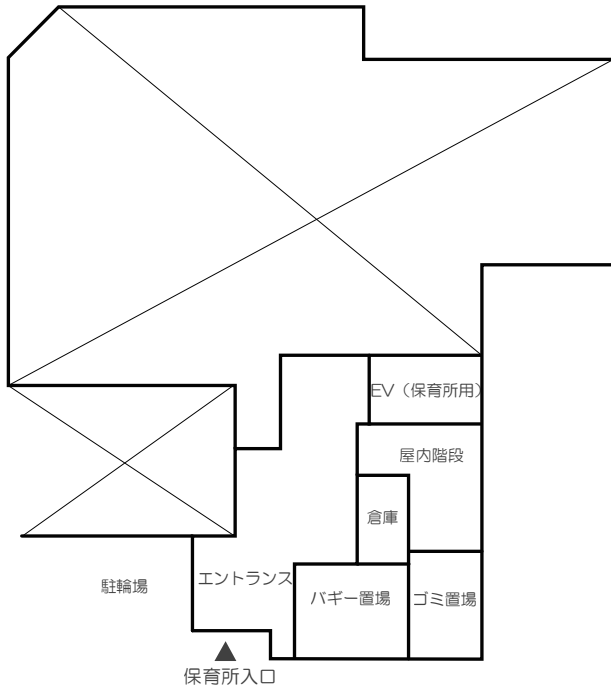 EV（保育所用）
屋内階段
倉庫
エントランス
駐輪場
バギー置場
ゴミ置場
保育所入口